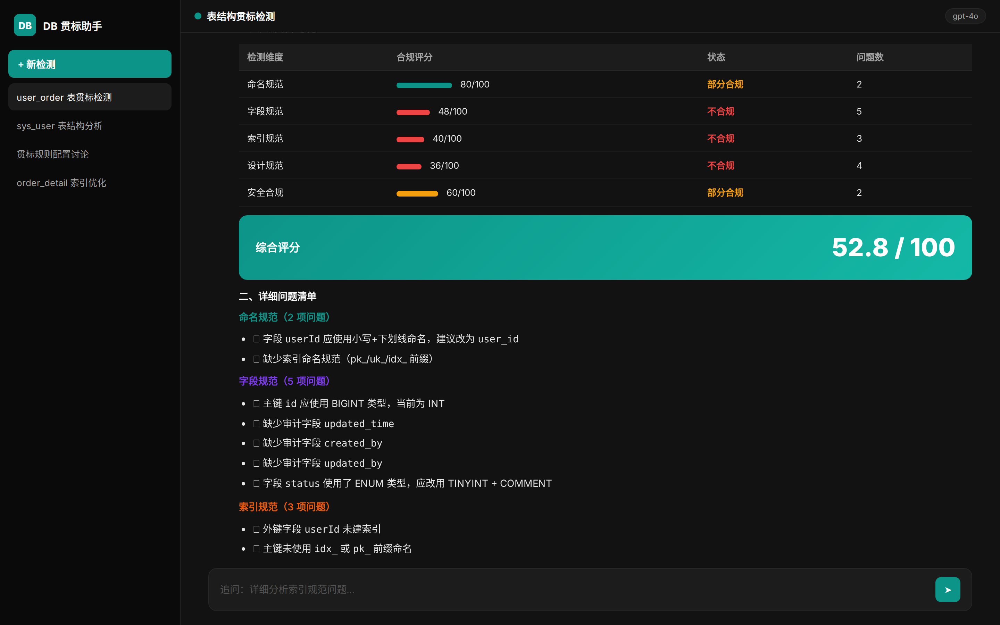 DB DB 贯标助手
+ 新检测
user_order 表贯标检测
sys_user 表结构分析
贯标规则配置讨论
order_detail 索引优化
表结构贯标检测
gpt-4o
检测维度 合规评分 状态 问题数
命名规范 80/100 部分合规 2
字段规范 48/100 不合规 5
索引规范 40/100 不合规 3
设计规范 36/100 不合规 4
安全合规 60/100 部分合规 2
综合评分 52.8 / 100
二、详细问题清单
命名规范（2 项问题）
字段 userId 应使用小写+下划线命名，建议改为 user_id
缺少索引命名规范（pk_/uk_/idx_ 前缀）
字段规范（5 项问题）
主键 id 应使用 BIGINT 类型，当前为 INT
缺少审计字段 updated_time
缺少审计字段 created_by
缺少审计字段 updated_by
字段 status 使用了 ENUM 类型，应改用 TINYINT + COMMENT
索引规范（3 项问题）
外键字段 userId 未建索引
主键未使用 idx_ 或 pk_ 前缀命名
追问：详细分析索引规范问题...